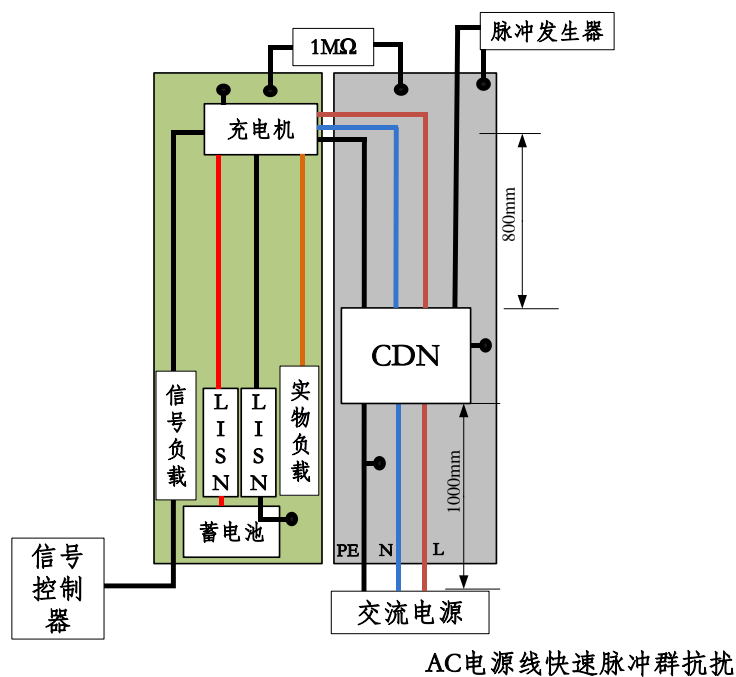 脉冲发生器
1MΩ
充电机
800mm
CDN
信号负载
LISN
LISN
实物负载
1000mm
蓄电池
PE
N
L
信号控制器
交流电源
AC电源线快速脉冲群抗扰